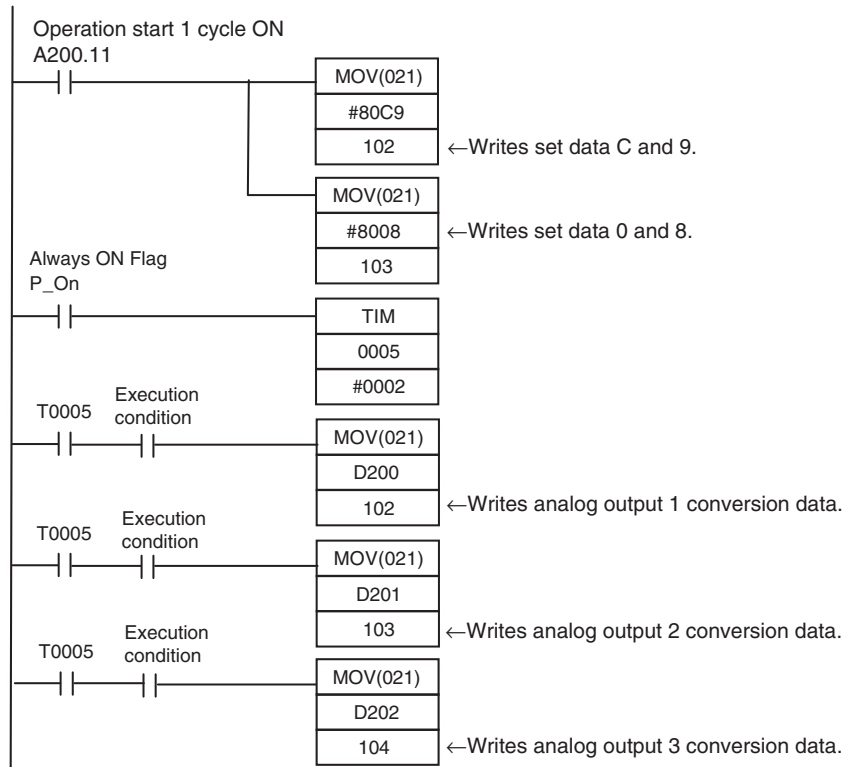 Operation start 1 cycle ON
A200.11
MOV(021)
#80C9
102 ←Writes set data C and 9.
MOV(021)
#8008 ←Writes set data 0 and 8.
103
Always ON Flag
P_On
TIM
0005
#0002
T0005 Execution
condition
MOV(021)
D200
102 ←Writes analog output 1 conversion data.
T0005 Execution
condition
MOV(021)
D201
103 ←Writes analog output 2 conversion data.
T0005 Execution
condition
MOV(021)
D202
104 ←Writes analog output 3 conversion data.